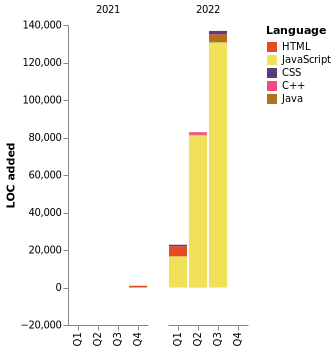 2021
2022
140,000
120,000
100,000
80,000
60,000
40,000
20,000
0
−20,000
LOC added
Q1
Q2
Q3
Q4
Q1
Q2
Q3
Q4
Language
HTML
JavaScript
CSS
C++
Java